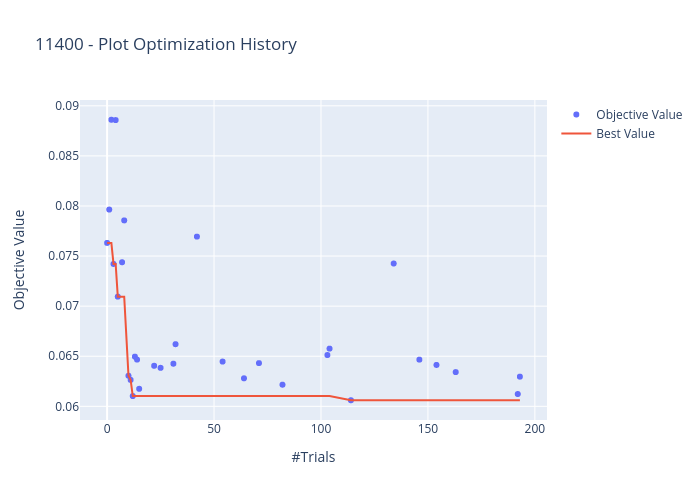 11400 - Plot Optimization History
Objective Value
Best Value
0.09
0.085
0.08
0.075
0.07
0.065
0.06
Objective Value
0
50
100
150
200
#Trials